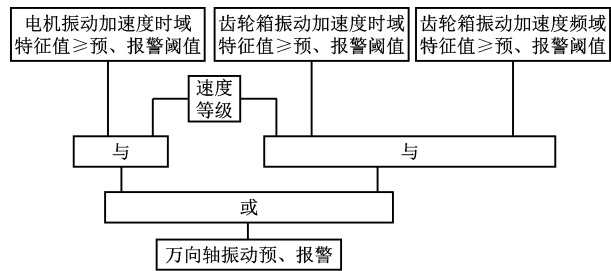 电机振动加速度时域
特征值≥预、报警阈值
齿轮箱振动加速度时域
特征值≥预、报警阈值
齿轮箱振动加速度频域
特征值≥预、报警阈值
速度
等级
与
与
或
万向轴振动预、报警